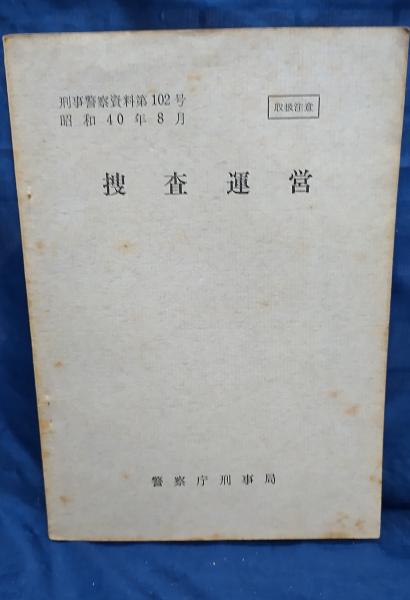 刑事警察資料第102号
昭和40年8月
取扱注意
捜査運営
警察庁刑事局